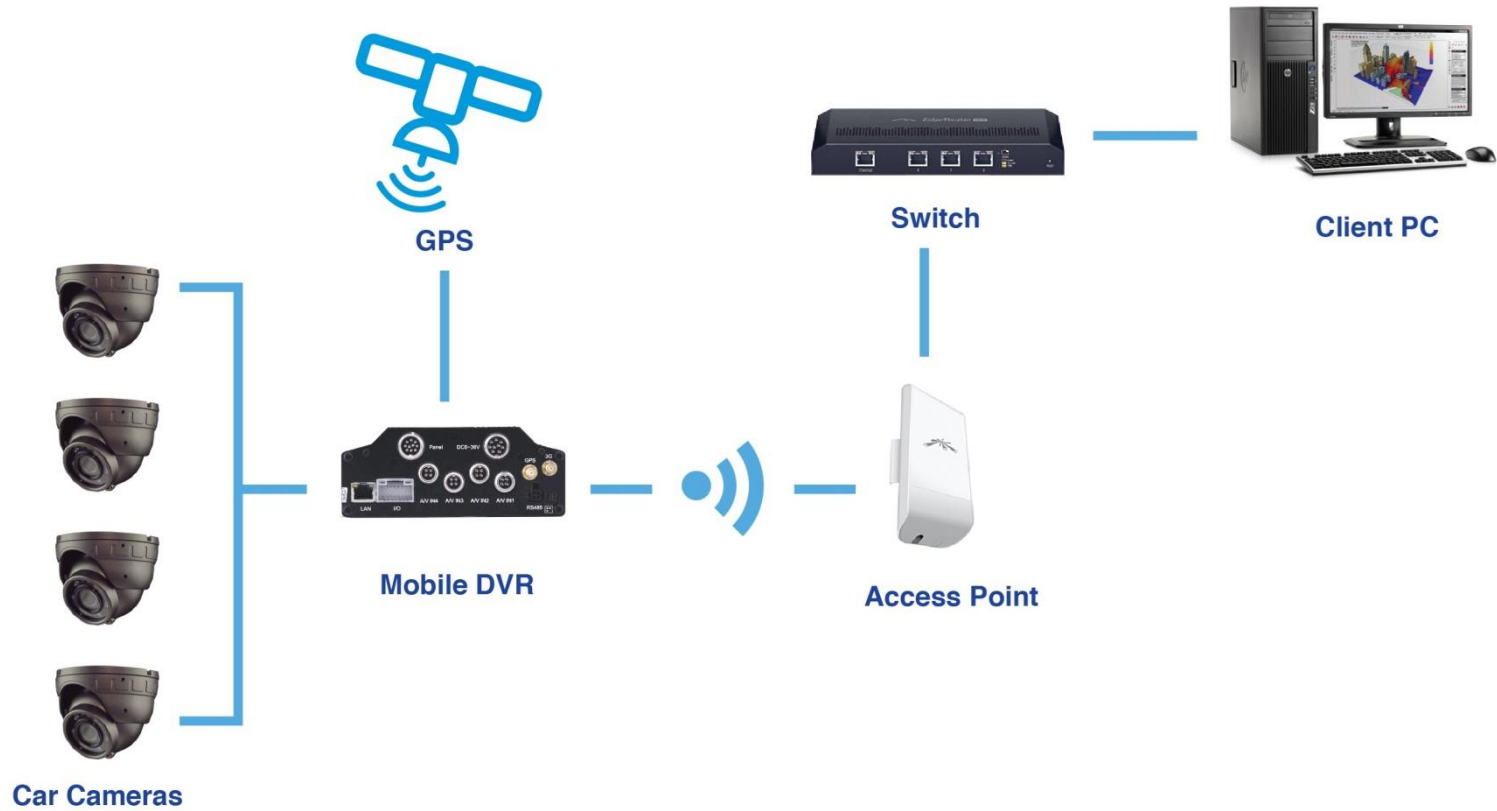 GPS
EdgeRouter
Switch
Client PC
Panel
DC8~36V
GPS
3G
A/V IN4
A/V IN3
A/V IN2
A/V IN1
LAN
I/O
RS485
Mobile DVR
Access Point
Car Cameras